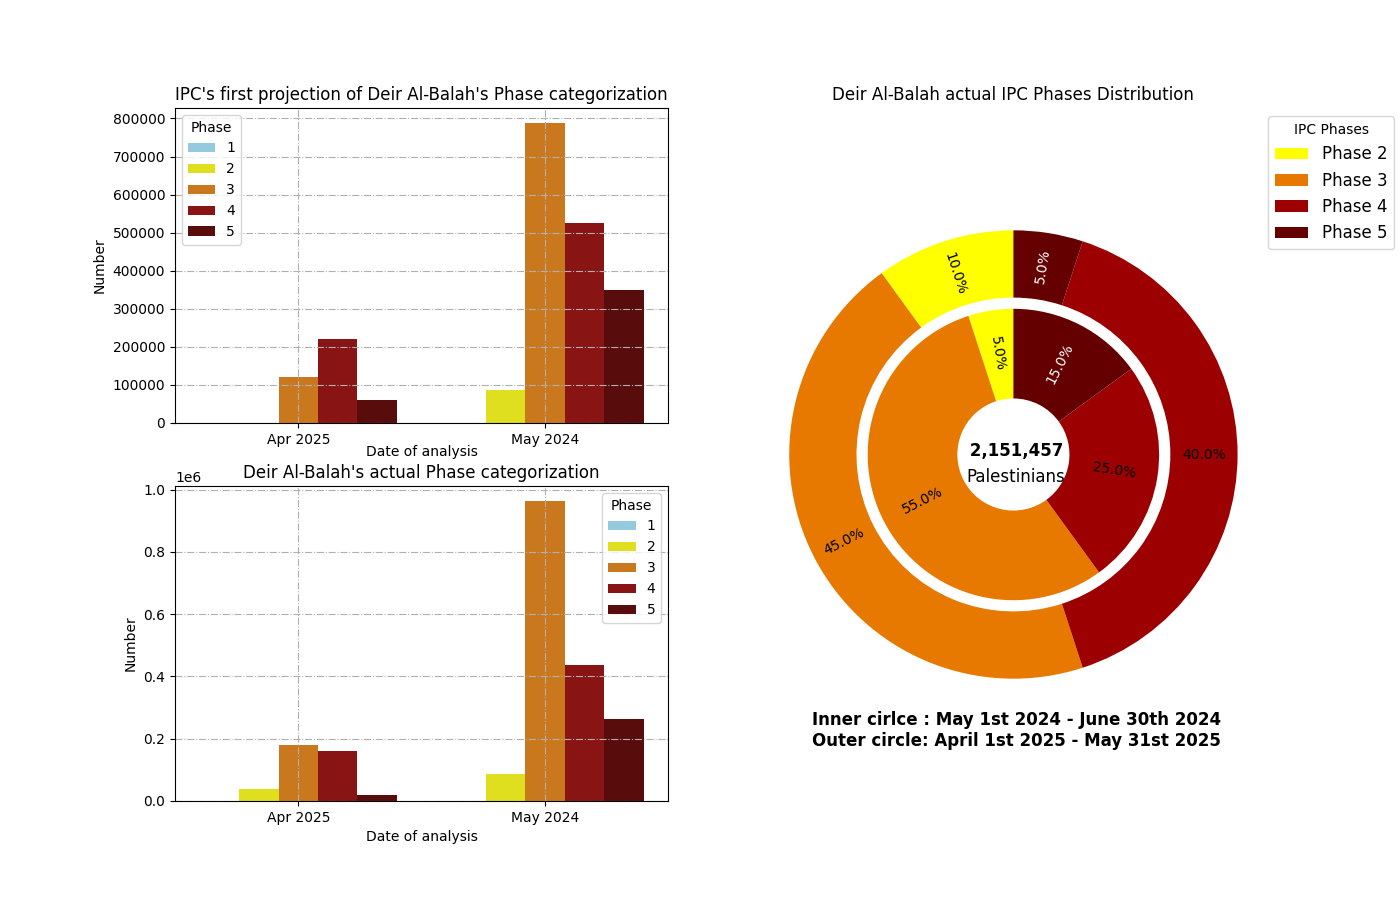 IPC's first projection of Deir Al-Balah's Phase categorization
Number
800000
700000
600000
500000
400000
300000
200000
100000
0
Phase
1
2
3
4
5
Apr 2025
May 2024
Date of analysis
Deir Al-Balah's actual Phase categorization
1e6
Number
1.0
0.8
0.6
0.4
0.2
0.0
Phase
1
2
3
4
5
Apr 2025
May 2024
Date of analysis
Deir Al-Balah actual IPC Phases Distribution
IPC Phases
Phase 2
Phase 3
Phase 4
Phase 5
10.0%
5.0%
5.0%
15.0%
40.0%
25.0%
55.0%
45.0%
2,151,457
Palestinians
Inner cirlce : May 1st 2024 - June 30th 2024
Outer circle: April 1st 2025 - May 31st 2025